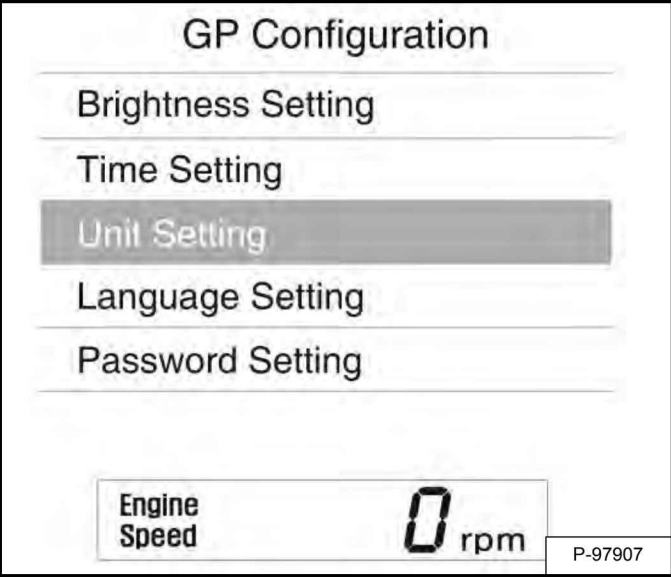 GP Configuration
Brightness Setting
Time Setting
Unit Setting
Language Setting
Password Setting
Engine
Speed
0 rpm
P-97907